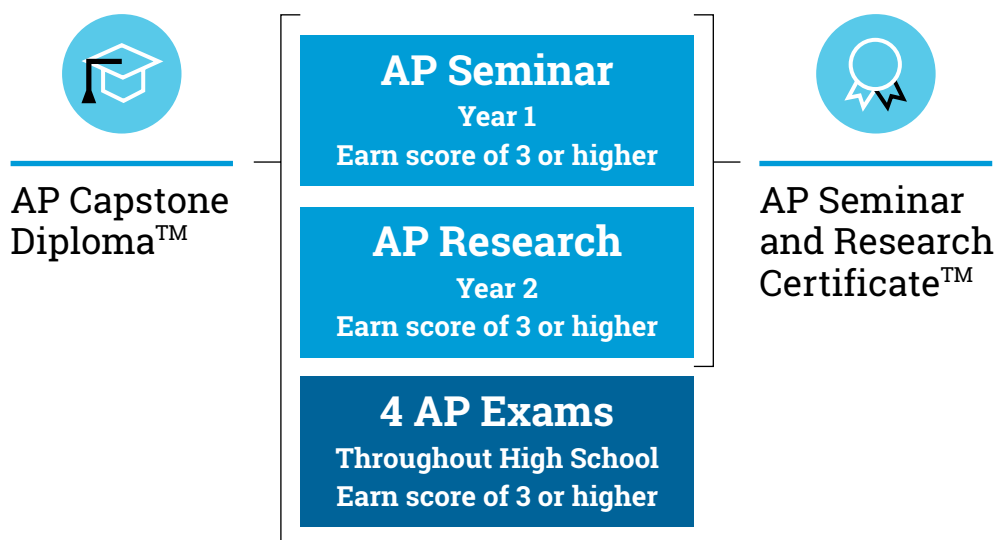 AP Capstone
Diploma™
AP Seminar
Year 1
Earn score of 3 or higher
AP Research
Year 2
Earn score of 3 or higher
4 AP Exams
Throughout High School
Earn score of 3 or higher
AP Seminar
and Research
Certificate™